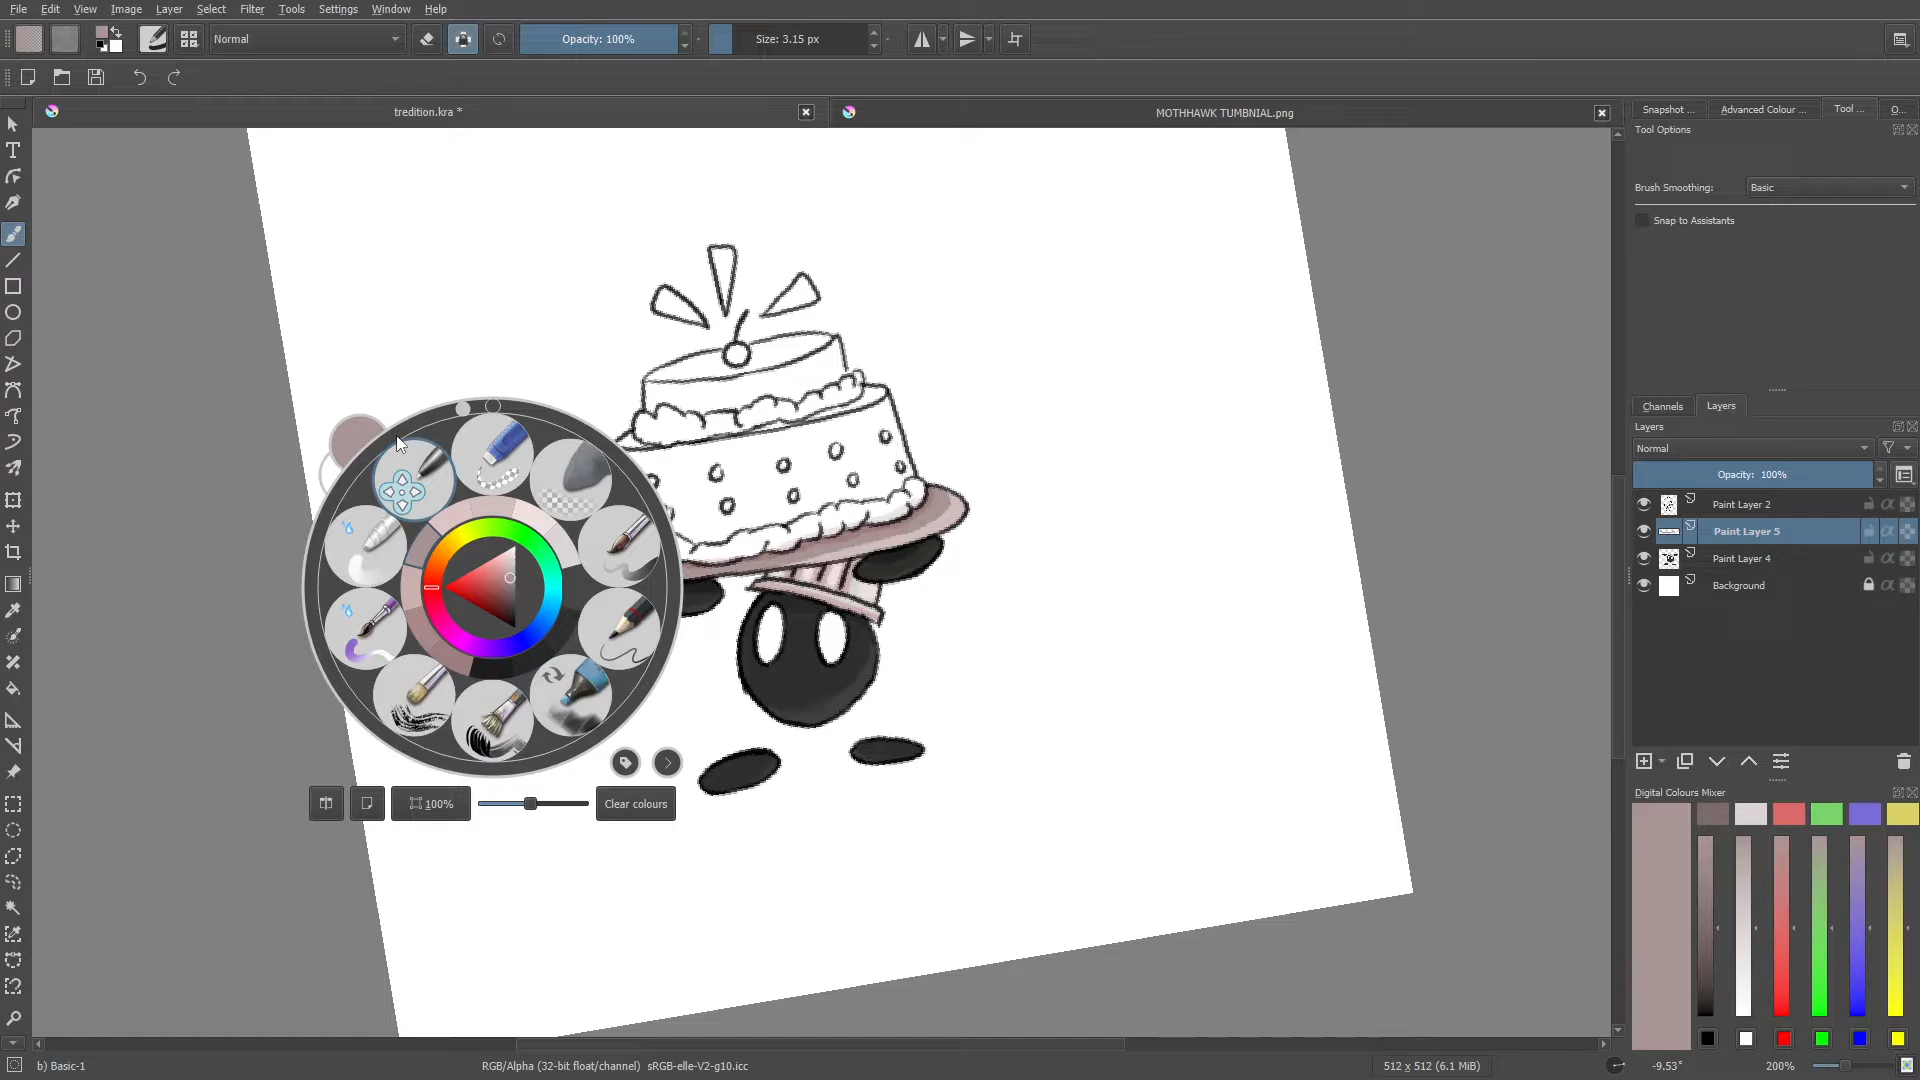 File Edit View Image Layer Select Filter Tools Settings Window Help
Normal Opacity: 100% Size: 3.15 px
tredition.kra * MOTHHAWK TUMBNIAL.png
Snapshot ... Advanced Colour ... Tool ... O...
Tool Options
Brush Smoothing: Basic
Snap to Assistants
Channels Layers
Layers
Normal
Opacity: 100%
Paint Layer 2
Paint Layer 5
Paint Layer 4
Background
Digital Colours Mixer
100% Clear colours
b) Basic-1 RGB/Alpha (32-bit float/channel) sRGB-elle-V2-g10.icc 512 x 512 (6.1 MiB) -9.53° 200%